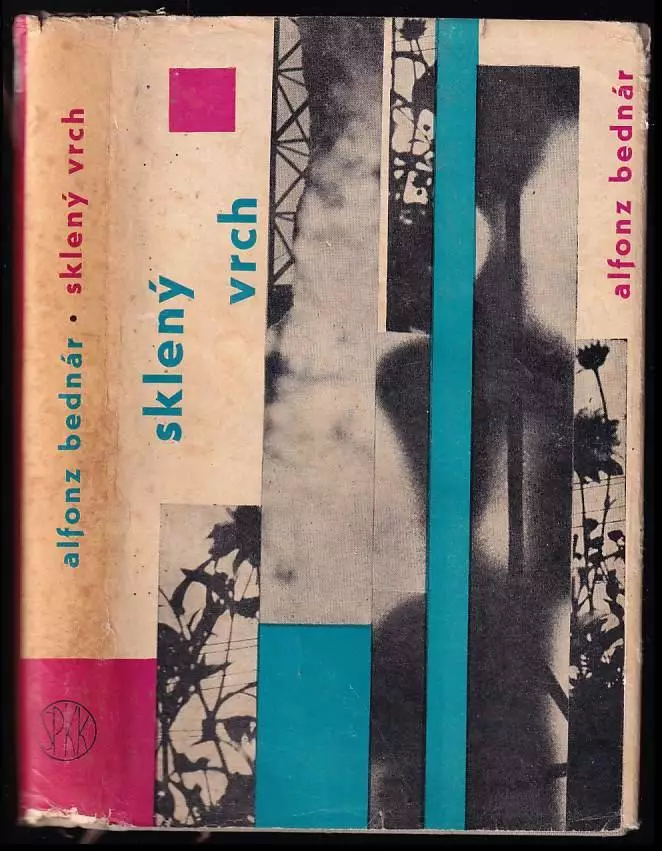 alfonz bednár • sklený vrch
SPKK
sklený
vrch
alfonz bednár